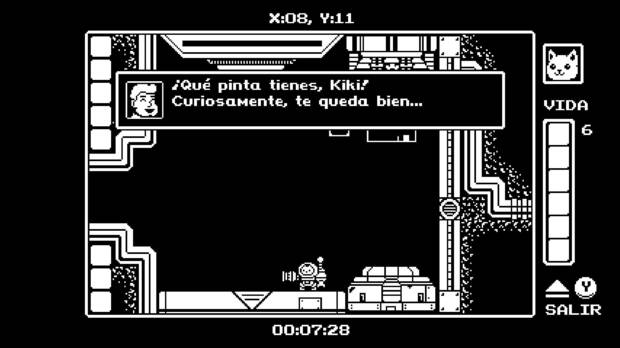 X:08, Y:11
¡Qué pinta tienes, Kiki!
Curiosamente, te queda bien...
VIDA
6
Y
SALIR
00:07:28